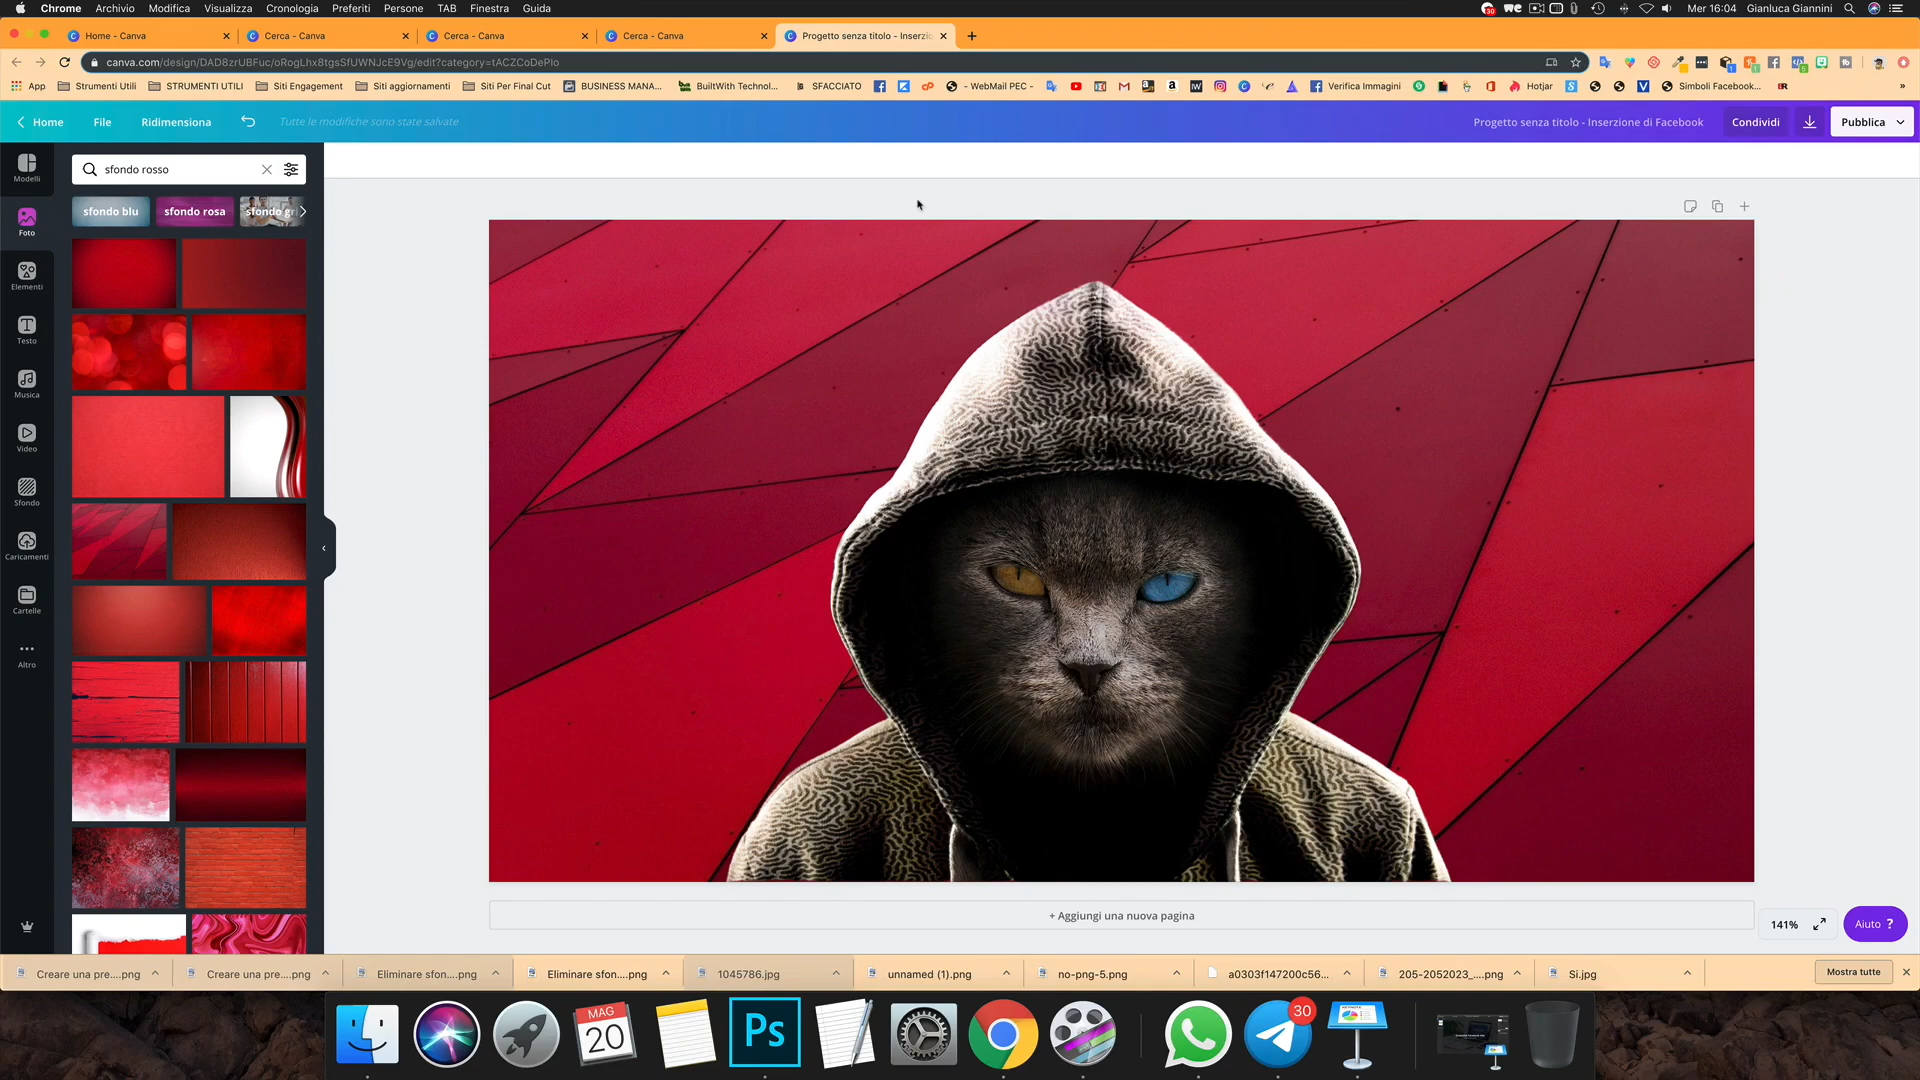 Chrome Archivio Modifica Visualizza Cronologia Preferiti Persone TAB Finestra Guida
30 Mer 16:04 Gianluca Giannini
Home - Canva
Cerca - Canva
Cerca - Canva
Cerca - Canva
Progetto senza titolo - Inserzio
canva.com/design/DAD8zrUBFuc/oRogLhx8tgsSfUWNJcE9Vg/edit?category=tACZCoDePlo
App
Strumenti Utili
STRUMENTI UTILI
Siti Engagement
Siti aggiornamenti
Siti Per Final Cut
BUSINESS MANA...
BuiltWith Technol...
SFACCIATO
- WebMail PEC -
Verifica Immagini
Hotjar
Simboli Facebook...
Home
File
Ridimensiona
Tutte le modifiche sono state salvate
Progetto senza titolo - Inserzione di Facebook
Condividi
Pubblica
Modelli
Foto
Elementi
Testo
Musica
Video
Sfondo
Caricamenti
Cartelle
Altro
sfondo rosso
sfondo blu
sfondo rosa
sfondo gr
+ Aggiungi una nuova pagina
141%
Aiuto ?
Creare una pre....png
Creare una pre....png
Eliminare sfon....png
Eliminare sfon....png
1045786.jpg
unnamed (1).png
no-png-5.png
a0303f147200c56...
205-2052023_....png
Si.jpg
Mostra tutte
MAG
20
Ps
30